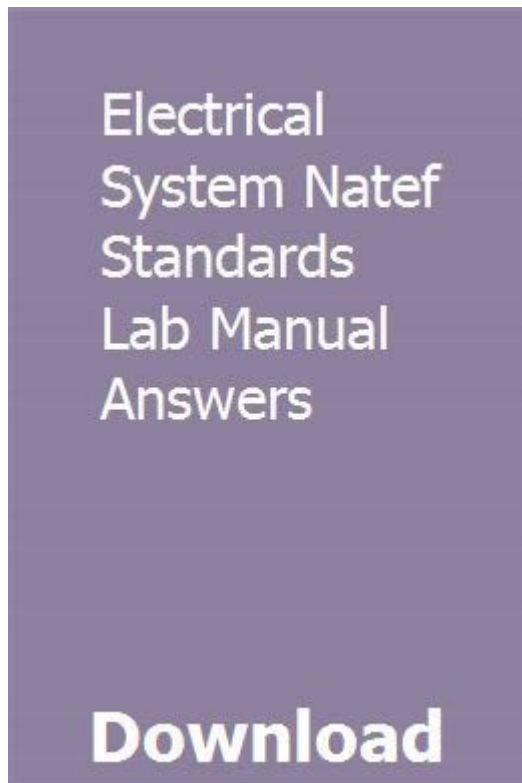 Electrical
System Natef
Standards
Lab Manual
Answers
Download